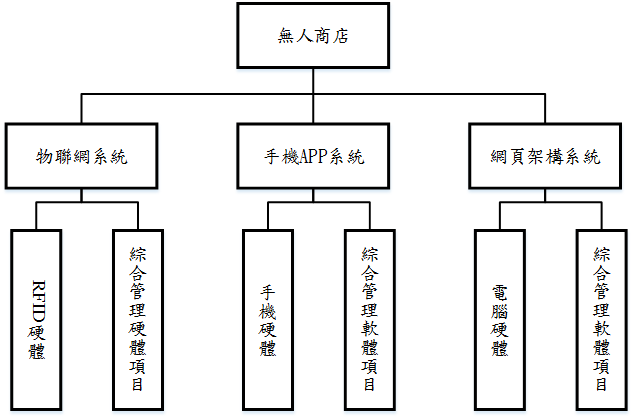 無人商店
物聯網系統
手機APP系統
網頁架構系統
RFID硬體
綜合管理硬體項目
手機硬體
綜合管理軟體項目
電腦硬體
綜合管理軟體項目